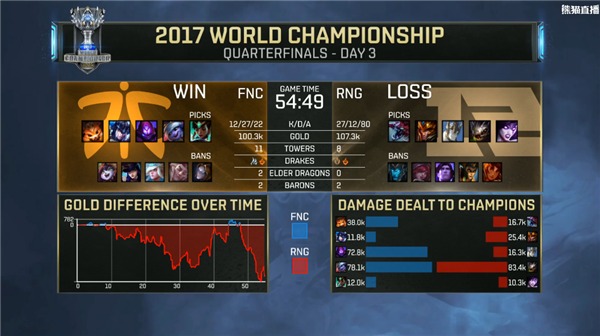 熊猫直播
2017 WORLD CHAMPIONSHIP
QUARTERFINALS - DAY 3
WIN FNC GAME TIME RNG LOSS
54:49
PICKS PICKS
12/27/22 K/D/A 27/12/80
100.3k GOLD 107.3k
11 TOWERS 8
BANS DRAKES BANS
2 ELDER DRAGONS 0
2 BARONS 2
GOLD DIFFERENCE OVER TIME
782
0
10 20 30 40 50
FNC
RNG
DAMAGE DEALT TO CHAMPIONS
38.0k 16.7k
11.8k 25.4k
72.8k 16.3k
78.1k 83.4k
12.0k 10.3k